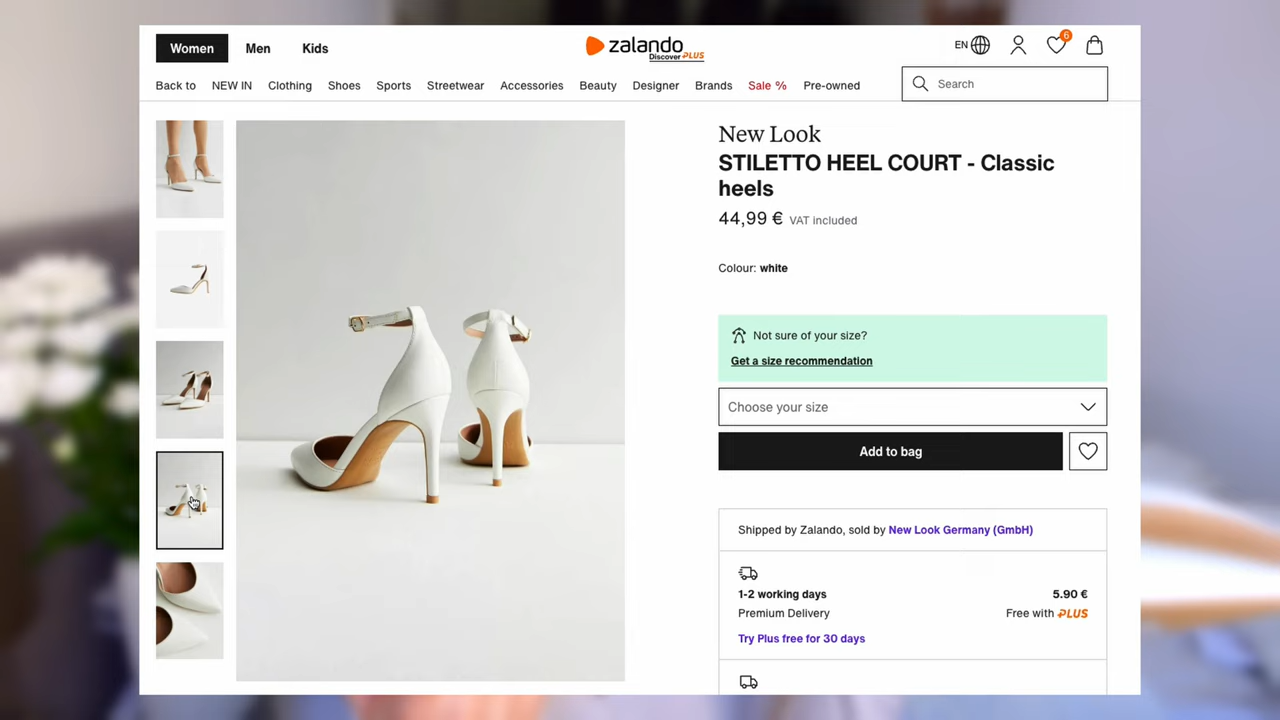 Women Men Kids
zalando
Discover PLUS
EN
6
Back to NEW IN Clothing Shoes Sports Streetwear Accessories Beauty Designer Brands Sale % Pre-owned
Search
New Look
STILETTO HEEL COURT - Classic
heels
44,99 € VAT included
Colour: white
Not sure of your size?
Get a size recommendation
Choose your size
Add to bag
Shipped by Zalando, sold by New Look Germany (GmbH)
1-2 working days 5.90 €
Premium Delivery Free with PLUS
Try Plus free for 30 days